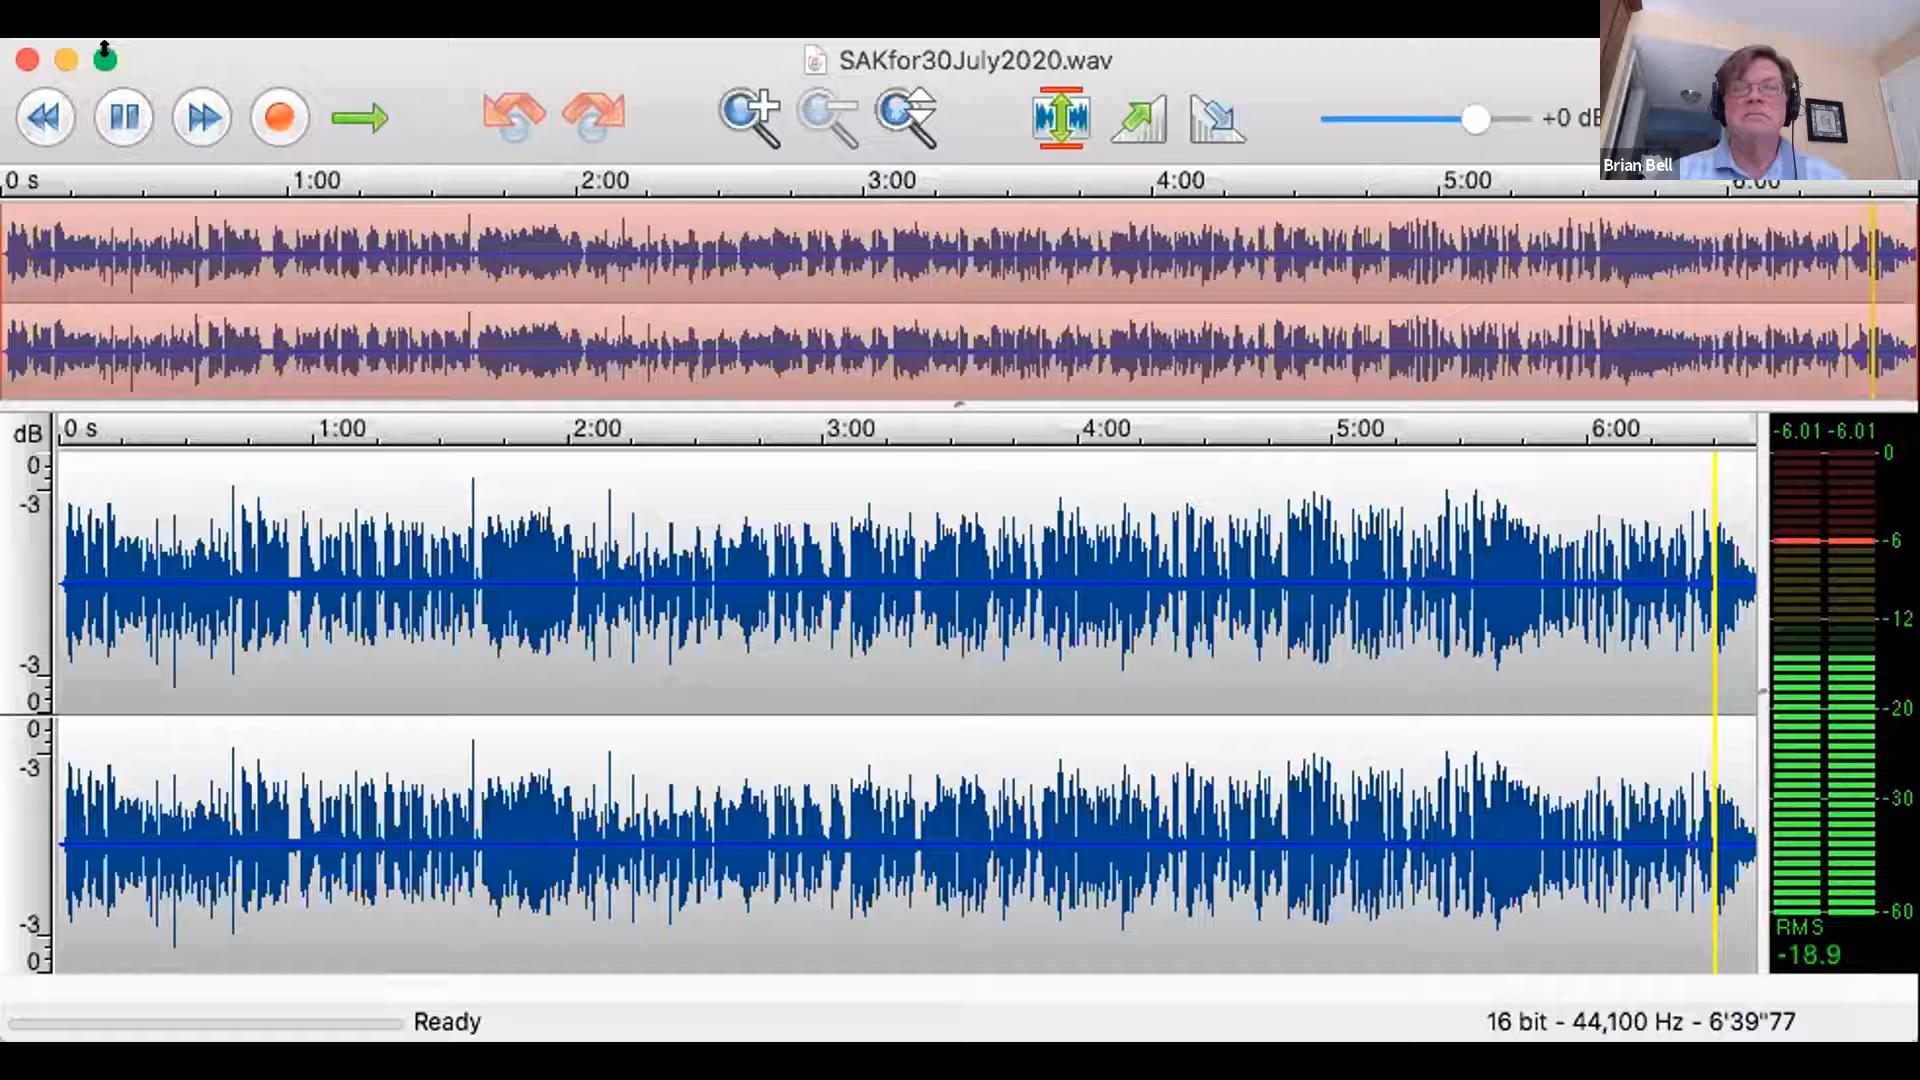 SAKfor30July2020.wav
+0 dB
Brian Bell
0 s 1:00 2:00 3:00 4:00 5:00 6:00
dB 0 s 1:00 2:00 3:00 4:00 5:00 6:00
-6.01 -6.01
0
-3
-3
0
0
-3
-3
0
0
-6
-12
-20
-30
-60
RMS
-18.9
Ready
16 bit - 44,100 Hz - 6'39"77